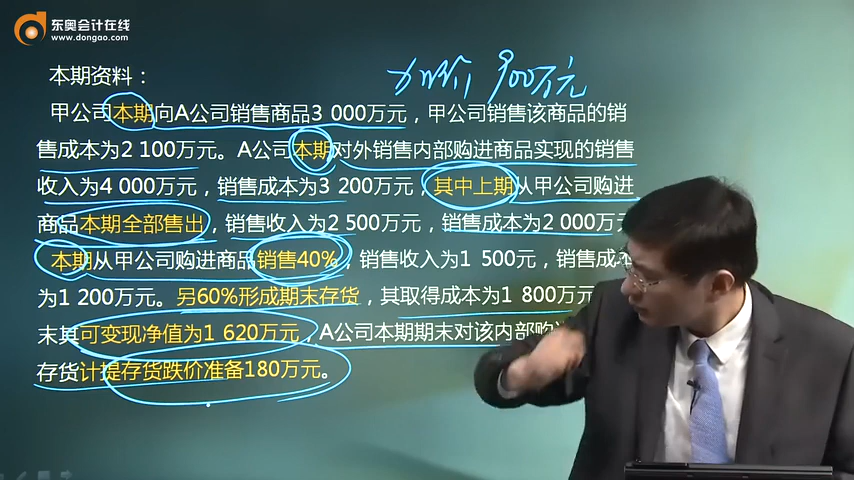 东奥会计在线
www.dongao.com
本期资料：
加价900万元
甲公司本期向A公司销售商品3 000万元，甲公司销售该商品的销
售成本为2 100万元。A公司本期对外销售内部购进商品实现的销售
收入为4 000万元，销售成本为3 200万元，其中上期从甲公司购进
商品本期全部售出，销售收入为2 500万元，销售成本为2 000万元
本期从甲公司购进商品销售40%，销售收入为1 500元，销售成
为1 200万元。另60%形成期末存货，其取得成本为1 800万元
末其可变现净值为1 620万元，A公司本期期末对该内部购
存货计提存货跌价准备180万元。